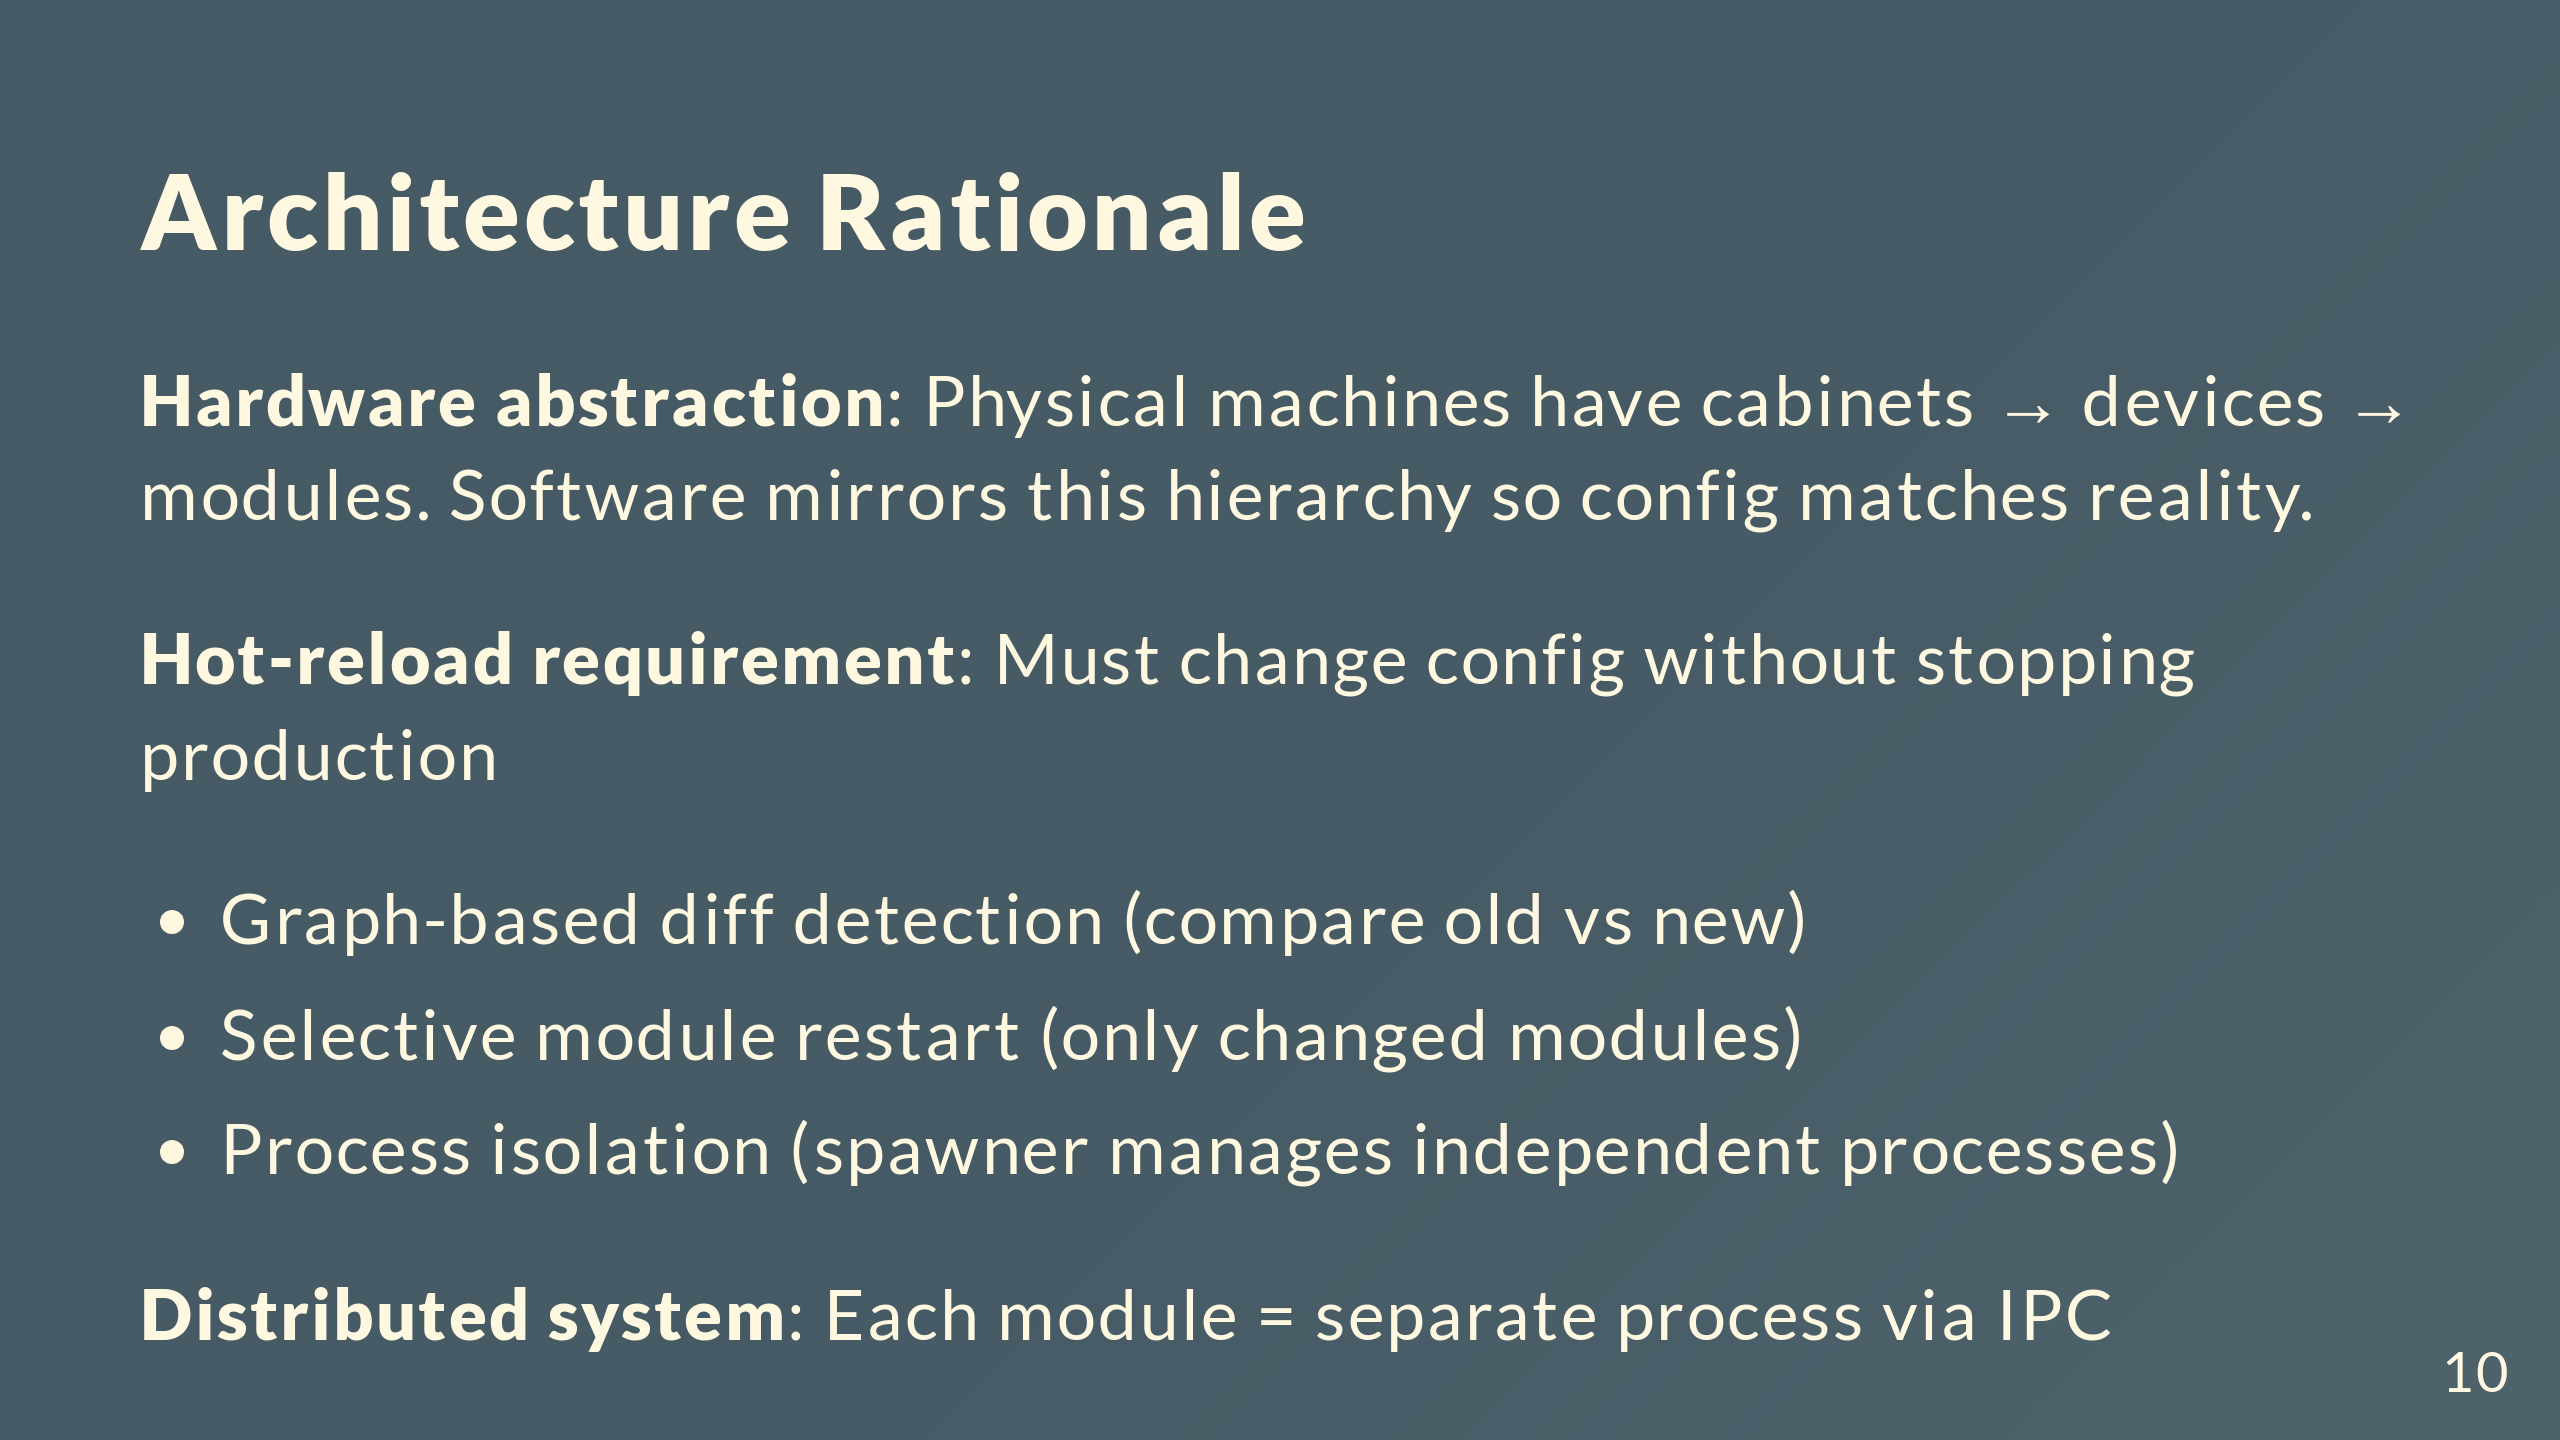 Architecture Rationale
Hardware abstraction: Physical machines have cabinets → devices →
modules. Software mirrors this hierarchy so config matches reality.
Hot-reload requirement: Must change config without stopping
production
• Graph-based diff detection (compare old vs new)
• Selective module restart (only changed modules)
• Process isolation (spawner manages independent processes)
Distributed system: Each module = separate process via IPC
10